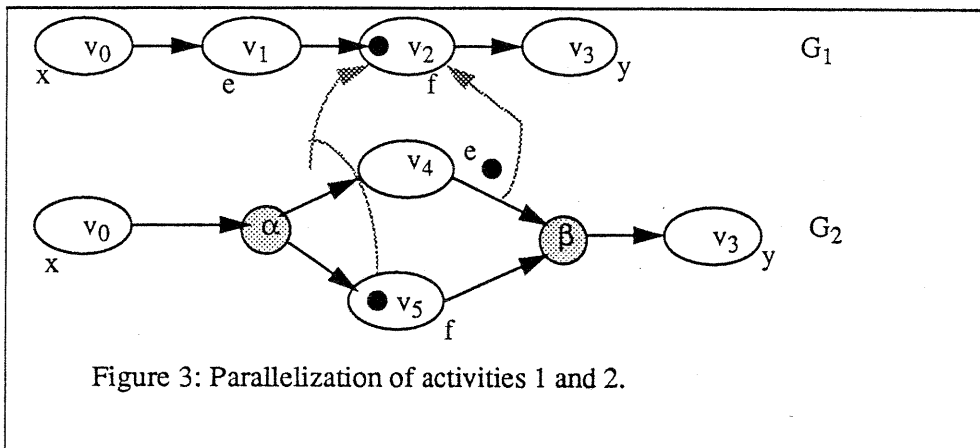 v0 v1 v2 v3 G1
x e f y
v4 e
v0 α β v3 G2
x y
v5
f
Figure 3: Parallelization of activities 1 and 2.